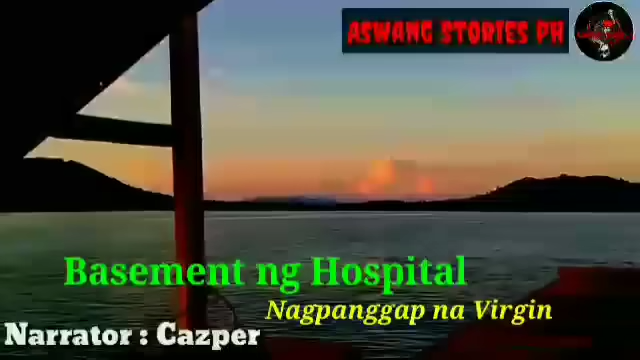 ASWANG STORIES PH
Basement ng Hospital
Nagpanggap na Virgin
Narrator : Cazper